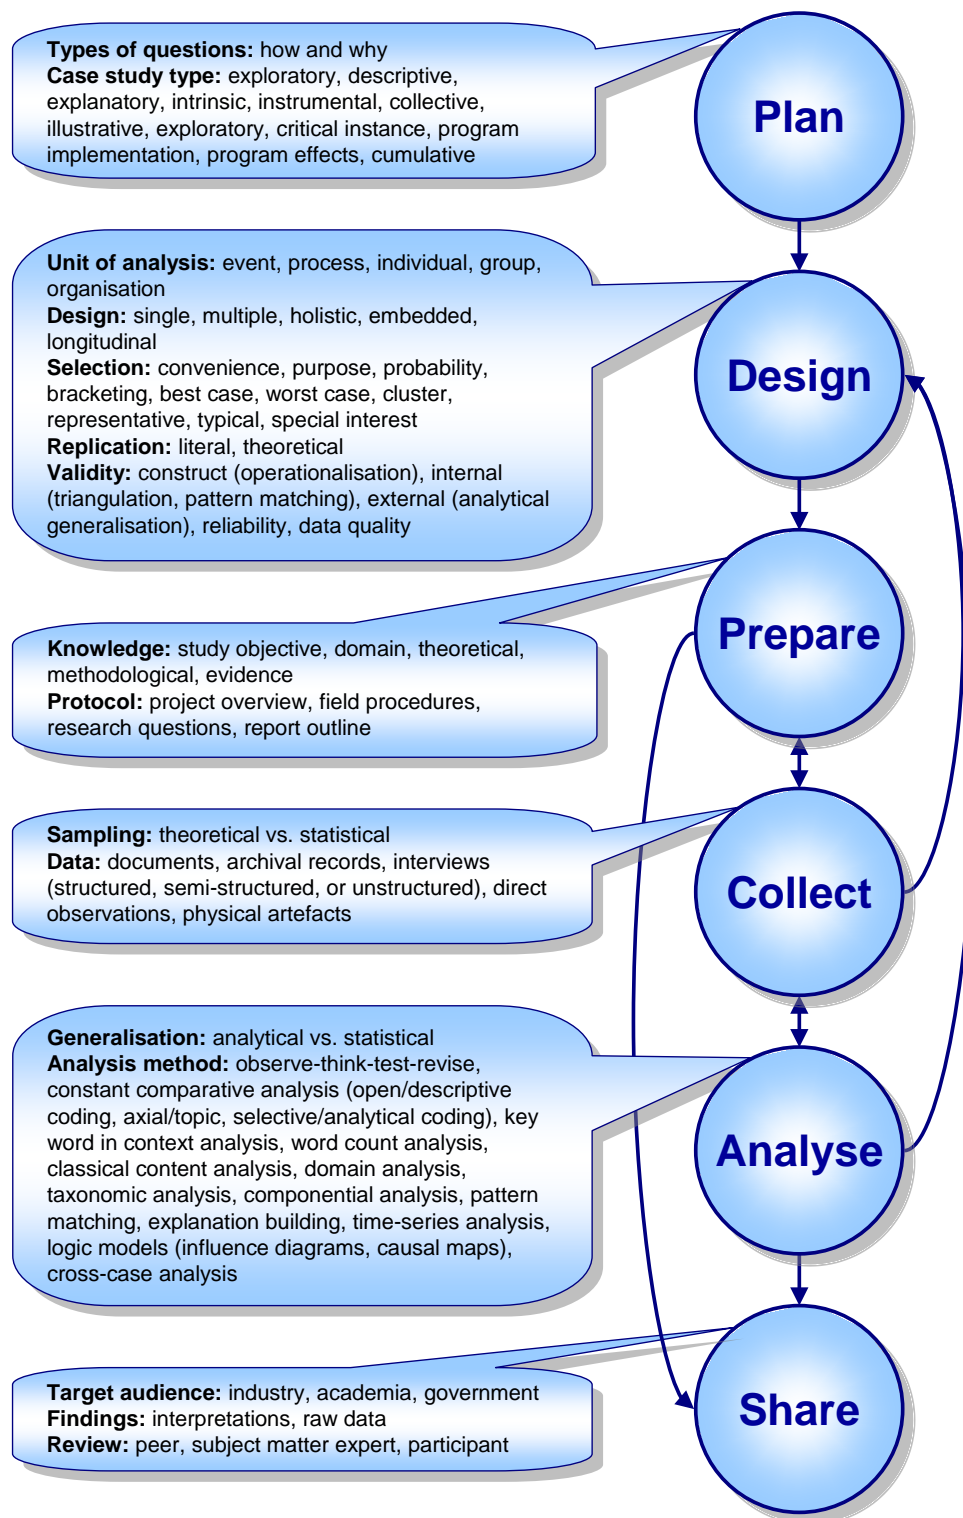 Types of questions: how and why
Case study type: exploratory, descriptive,
explanatory, intrinsic, instrumental, collective,
illustrative, exploratory, critical instance, program
implementation, program effects, cumulative
Plan
Unit of analysis: event, process, individual, group,
organisation
Design: single, multiple, holistic, embedded,
longitudinal
Selection: convenience, purpose, probability,
bracketing, best case, worst case, cluster,
representative, typical, special interest
Replication: literal, theoretical
Validity: construct (operationalisation), internal
(triangulation, pattern matching), external (analytical
generalisation), reliability, data quality
Design
Knowledge: study objective, domain, theoretical,
methodological, evidence
Protocol: project overview, field procedures,
research questions, report outline
Prepare
Sampling: theoretical vs. statistical
Data: documents, archival records, interviews
(structured, semi-structured, or unstructured), direct
observations, physical artefacts
Collect
Generalisation: analytical vs. statistical
Analysis method: observe-think-test-revise,
constant comparative analysis (open/descriptive
coding, axial/topic, selective/analytical coding), key
word in context analysis, word count analysis,
classical content analysis, domain analysis,
taxonomic analysis, componential analysis, pattern
matching, explanation building, time-series analysis,
logic models (influence diagrams, causal maps),
cross-case analysis
Analyse
Target audience: industry, academia, government
Findings: interpretations, raw data
Review: peer, subject matter expert, participant
Share